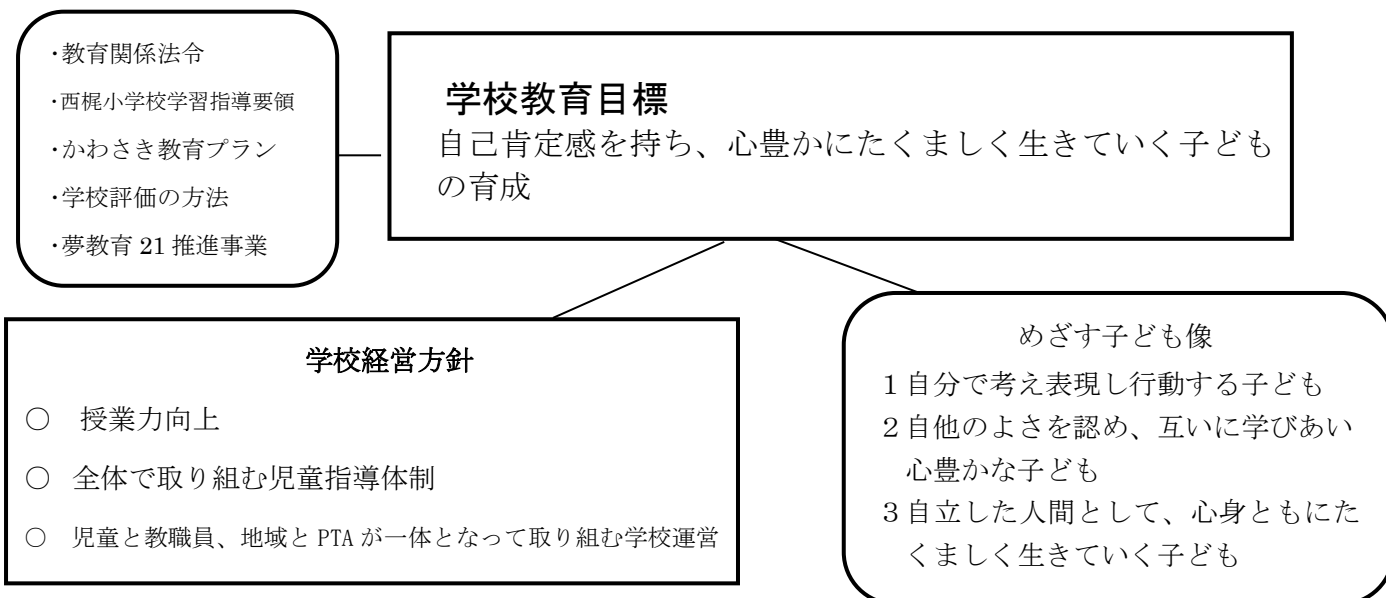 ・教育関係法令
・西梶小学校学習指導要領
・かわさき教育プラン
・学校評価の方法
・夢教育 21 推進事業
学校教育目標
自己肯定感を持ち、心豊かにたくましく生きていく子ども
の育成
学校経営方針
○ 授業力向上
○ 全体で取り組む児童指導体制
○ 児童と教職員、地域と PTA が一体となって取り組む学校運営
めざす子ども像
１自分で考え表現し行動する子ども
２自他のよさを認め、互いに学びあい
心豊かな子ども
３自立した人間として、心身ともにた
くましく生きていく子ども